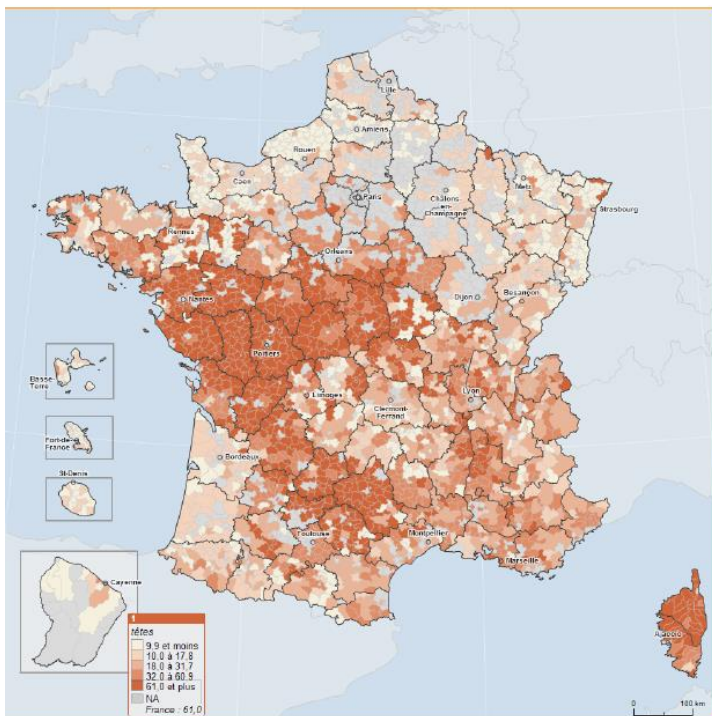 Lille
Amiens
Rouen
Caen
Metz
Paris
Châlons-
en-
Champagne
Strasbourg
Rennes
Orléans
Dijon
Besançon
Nantes
Poitiers
Basse-
Terre
Limoges
Clermont-
Ferrand
Lyon
Fort-de-
France
Bordeaux
St-Denis
Toulouse
Montpellier
Marseille
Cayenne
Ajaccio
1
têtes
9,9 et moins
10,0 à 17,8
18,0 à 31,7
32,0 à 60,9
61,0 et plus
NA
France : 61,0
0 100 km